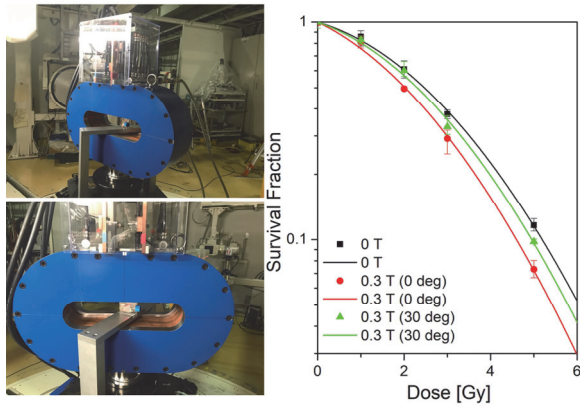 Survival Fraction
1
0.1
0 T
0 T
0.3 T (0 deg)
0.3 T (0 deg)
0.3 T (30 deg)
0.3 T (30 deg)
0 2 4 6
Dose [Gy]